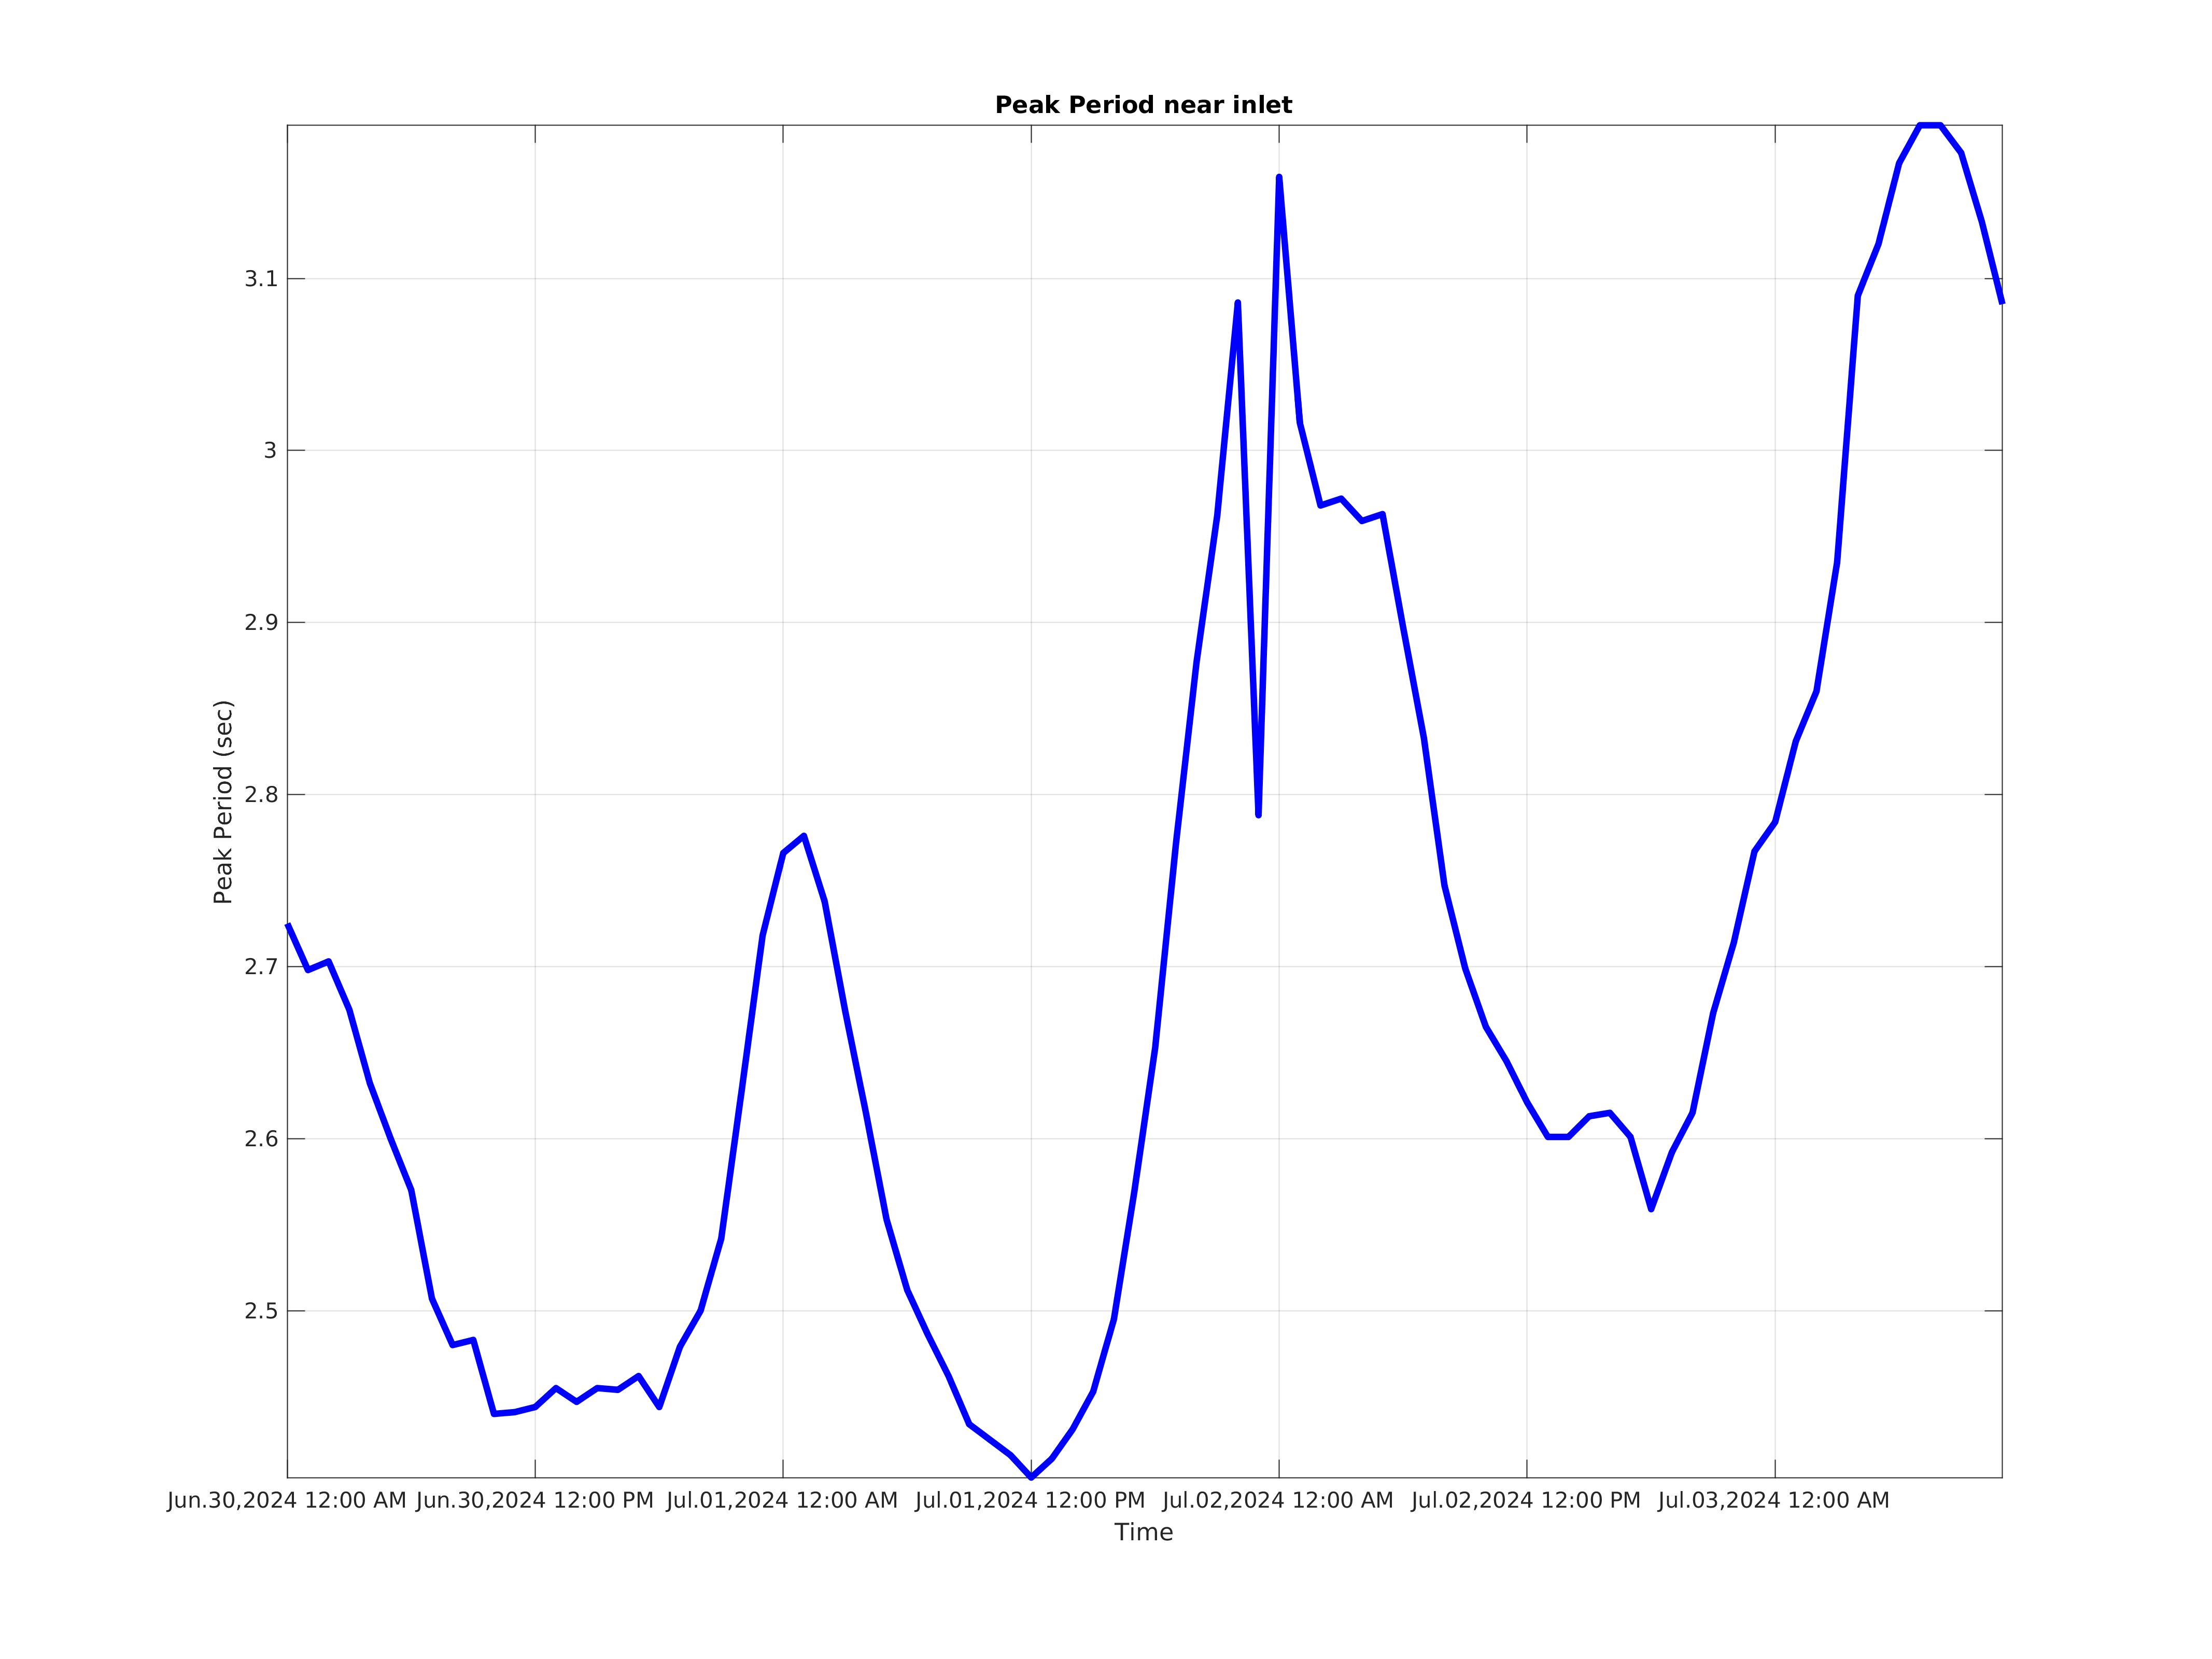 Peak Period near inlet
3.1
3
2.9
2.8
2.7
2.6
2.5
Peak Period (sec)
Jun.30,2024 12:00 AM Jun.30,2024 12:00 PM Jul.01,2024 12:00 AM Jul.01,2024 12:00 PM Jul.02,2024 12:00 AM Jul.02,2024 12:00 PM Jul.03,2024 12:00 AM
Time